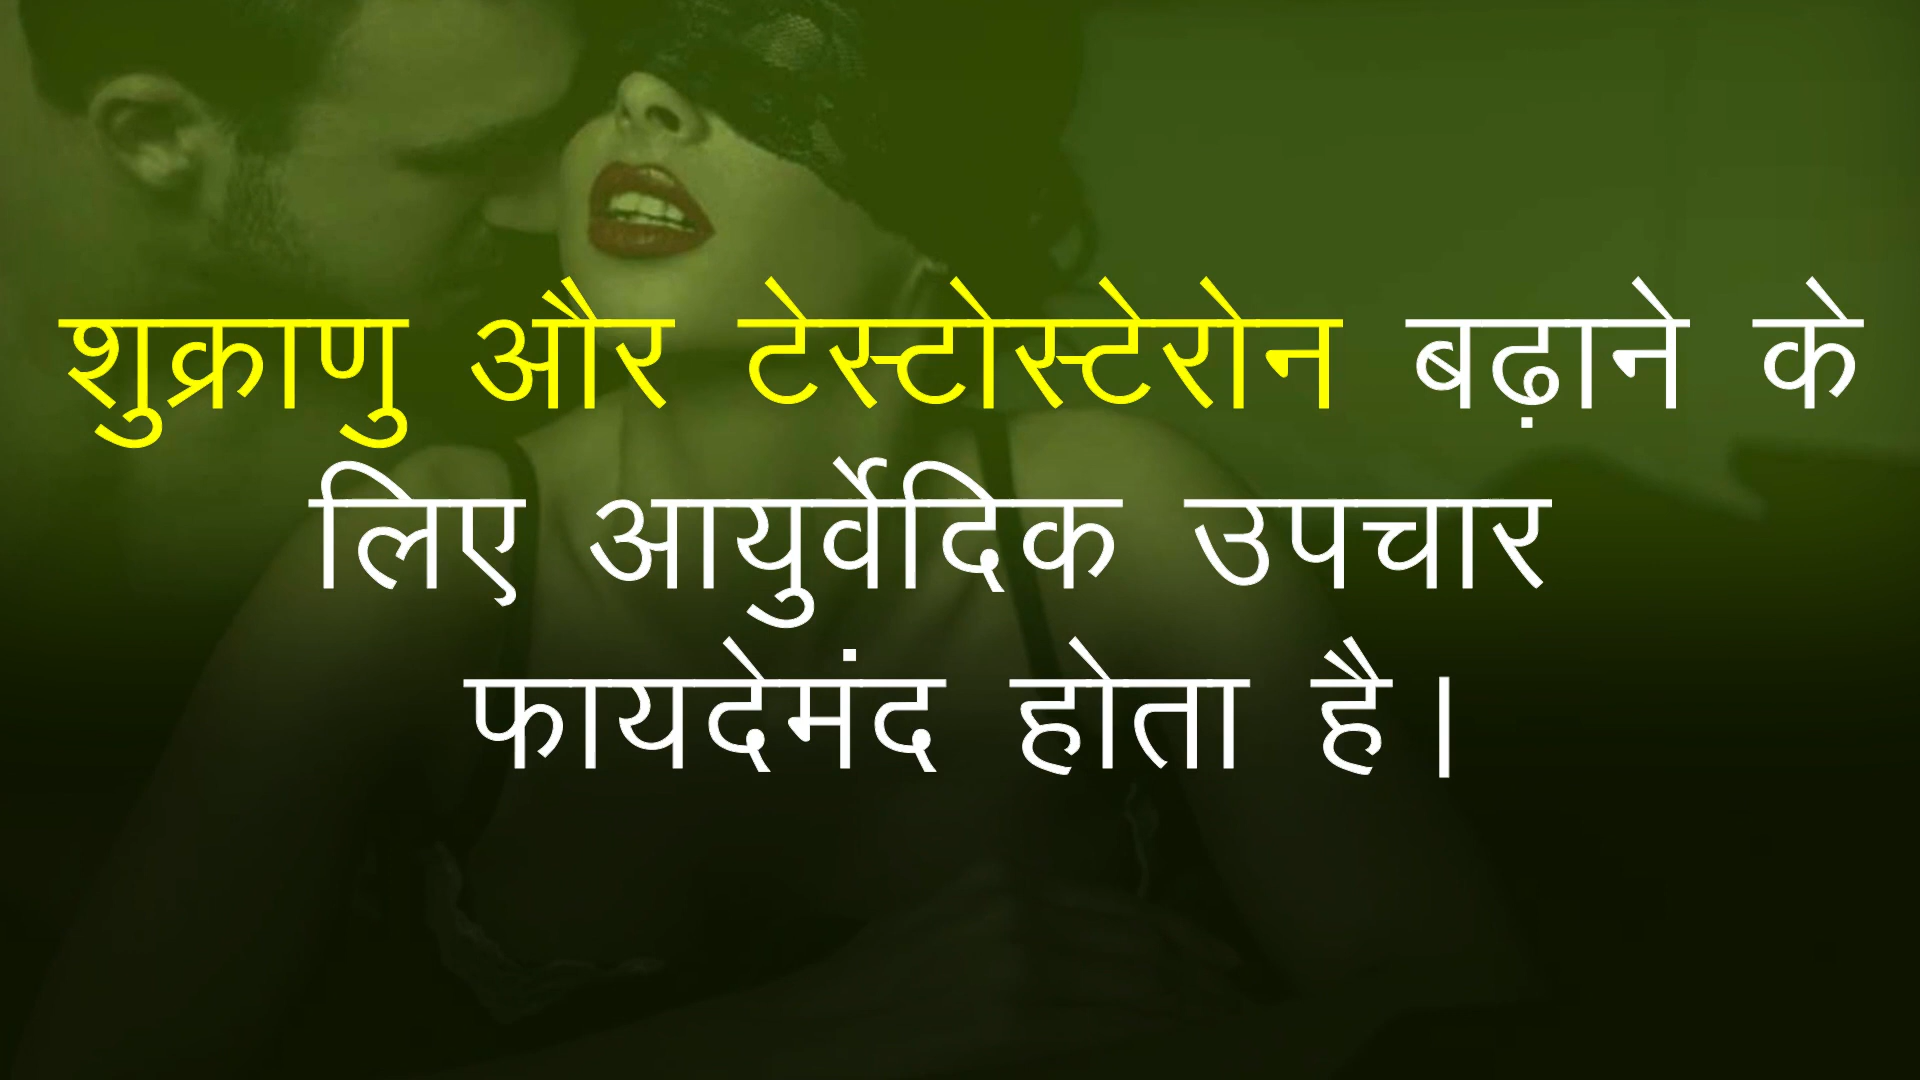 शुक्राणु और टेस्टोस्टेरोन बढ़ाने के
लिए आयुर्वेदिक उपचार
फायदेमंद होता है।